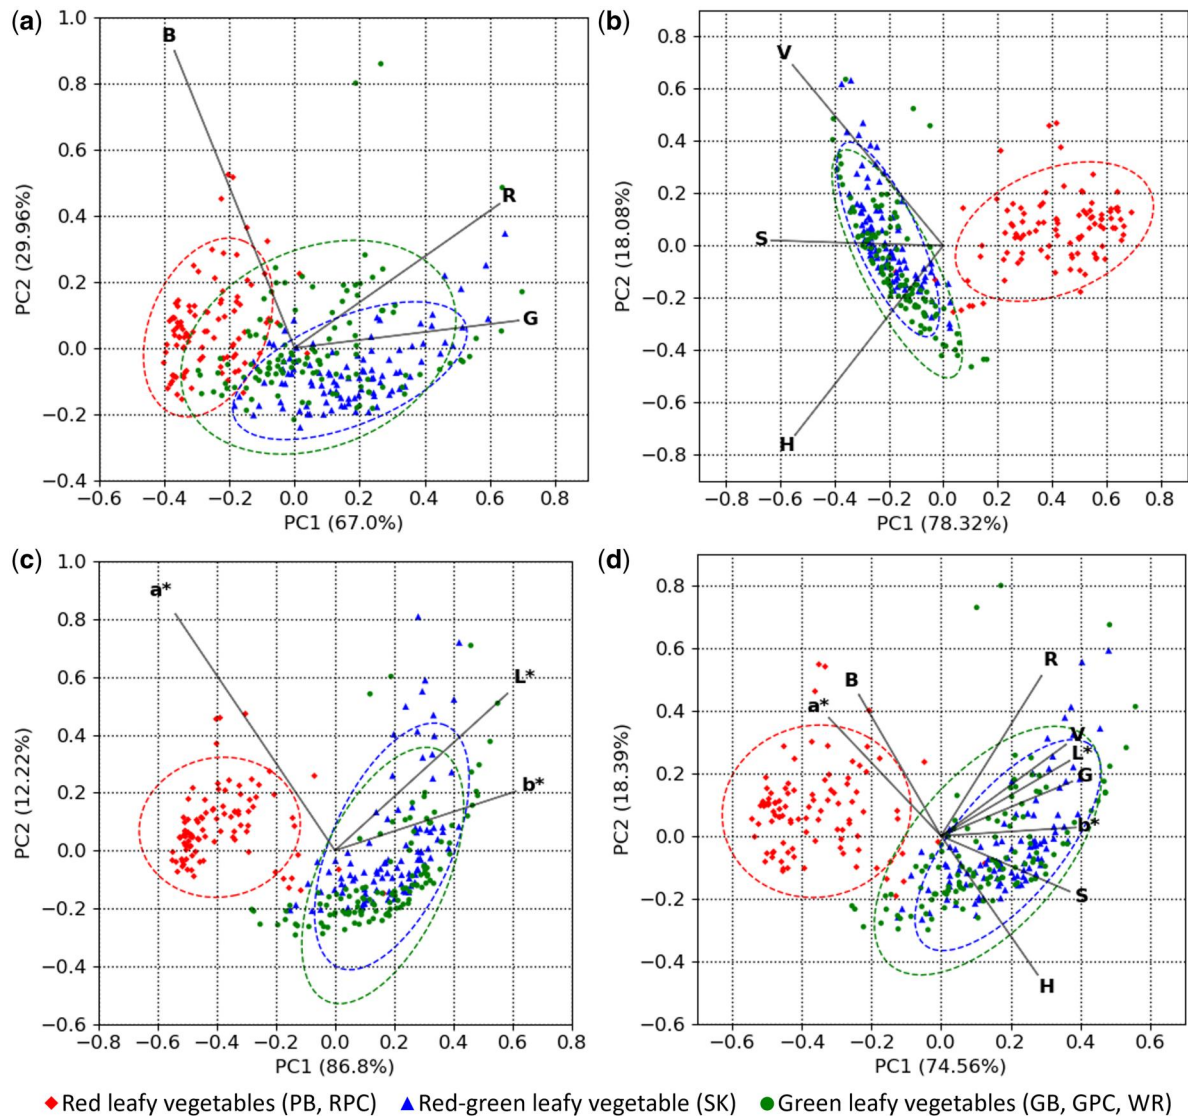 (a)
1.0
0.8
0.6
0.4
0.2
0.0
−0.2
−0.4
PC2 (29.96%)
B
R
G
−0.6 −0.4 −0.2 0.0 0.2 0.4 0.6 0.8
PC1 (67.0%)
(b)
0.8
0.6
0.4
0.2
0.0
−0.2
−0.4
−0.6
−0.8
PC2 (18.08%)
V
S
H
−0.8 −0.6 −0.4 −0.2 0.0 0.2 0.4 0.6 0.8
PC1 (78.32%)
(c)
1.0
0.8
0.6
0.4
0.2
0.0
−0.2
−0.4
−0.6
PC2 (12.22%)
a*
L*
b*
−0.8 −0.6 −0.4 −0.2 0.0 0.2 0.4 0.6 0.8
PC1 (86.8%)
(d)
0.8
0.6
0.4
0.2
0.0
−0.2
−0.4
−0.6
PC2 (18.39%)
R
B
a*
V
L*
G
b*
S
H
−0.6 −0.4 −0.2 0.0 0.2 0.4 0.6
PC1 (74.56%)
Red leafy vegetables (PB, RPC) Red-green leafy vegetable (SK) Green leafy vegetables (GB, GPC, WR)